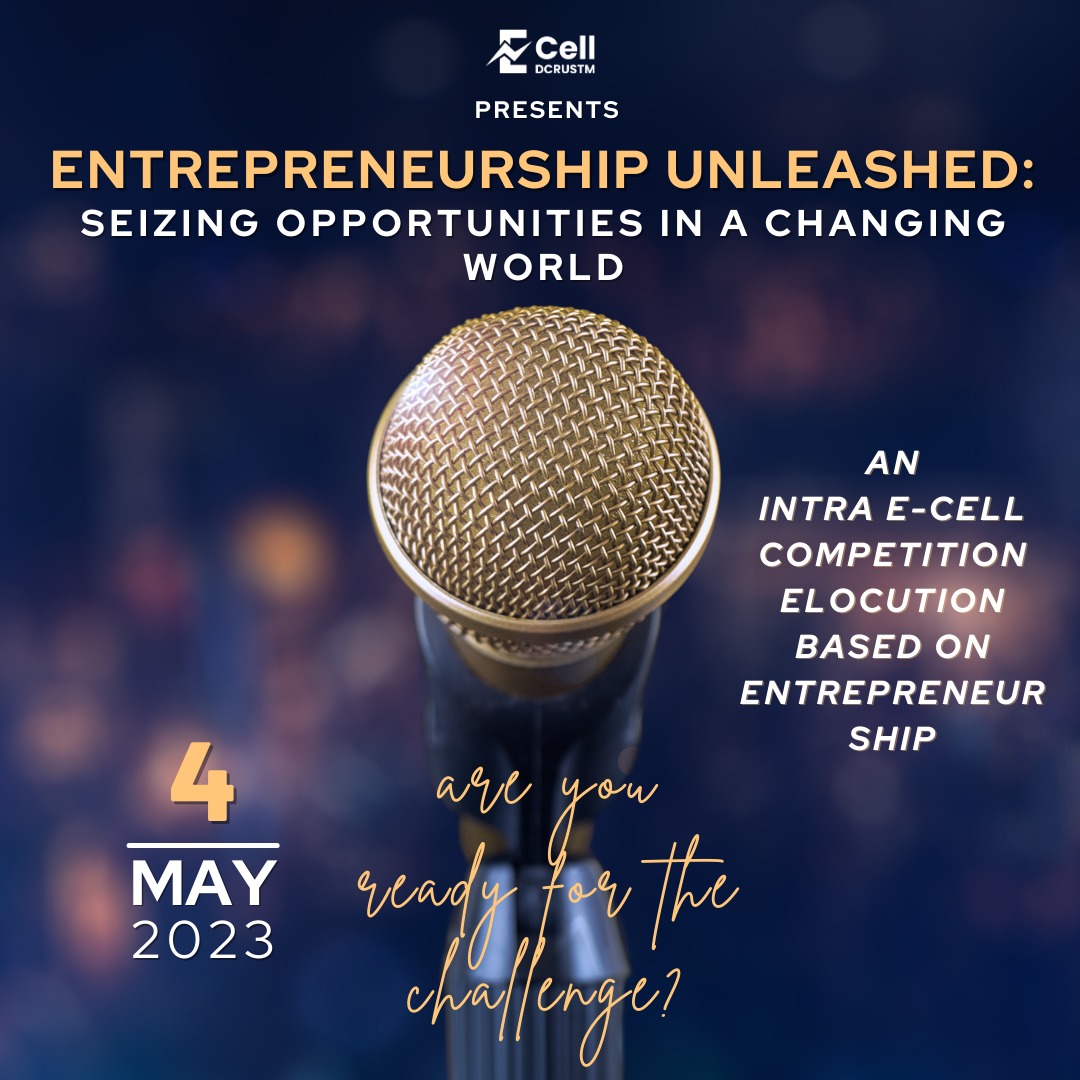 Cell
DCRUSTM
PRESENTS
ENTREPRENEURSHIP UNLEASHED:
SEIZING OPPORTUNITIES IN A CHANGING
WORLD
AN
INTRA E-CELL
COMPETITION
ELOCUTION
BASED ON
ENTREPRENEUR
SHIP
4
MAY
2023
are you
ready for the
challenge?